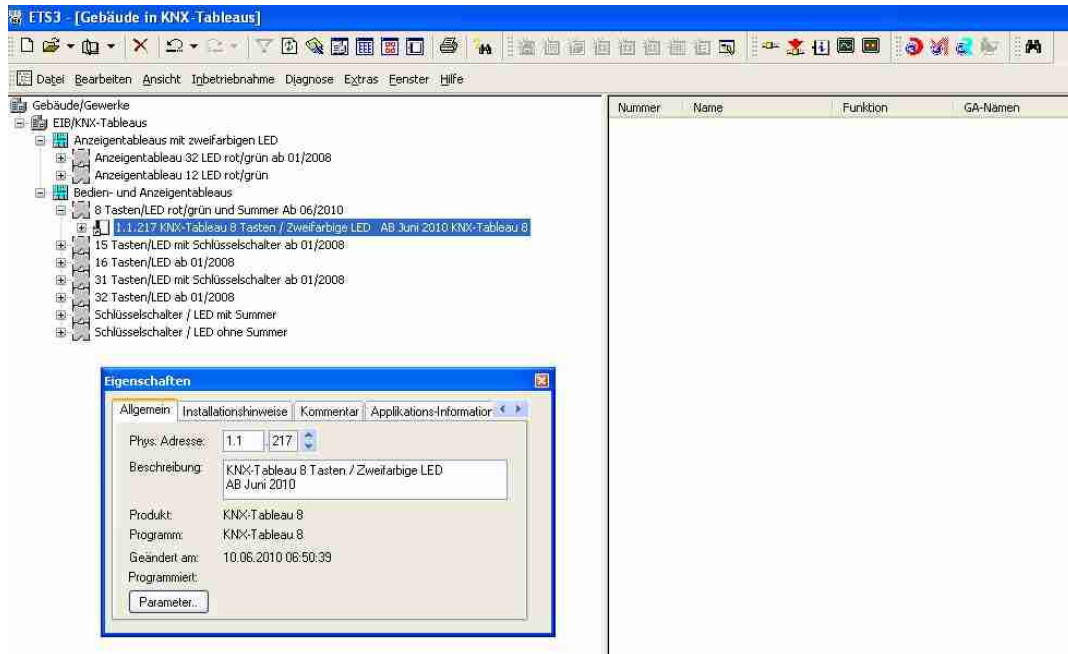 ETS3 - [Gebäude in KNX-Tableaus]
Datei Bearbeiten Ansicht Inbetriebnahme Diagnose Extras Fenster Hilfe
Gebäude/Gewerke
EIB/KNX-Tableaus
Anzeigentableaus mit zweifarbigen LED
Anzeigentableau 32 LED rot/grün ab 01/2008
Anzeigentableau 12 LED rot/grün
Bedien- und Anzeigentableaus
8 Tasten/LED rot/grün und Summer Ab 06/2010
1.1.217 KNX-Tableau 8 Tasten / Zweifarbige LED AB Juni 2010 KNX-Tableau 8
15 Tasten/LED mit Schlüsselschalter ab 01/2008
16 Tasten/LED ab 01/2008
31 Tasten/LED mit Schlüsselschalter ab 01/2008
32 Tasten/LED ab 01/2008
Schlüsselschalter / LED mit Summer
Schlüsselschalter / LED ohne Summer
Nummer Name Funktion GA-Namen
Eigenschaften
Allgemein Installationshinweise Kommentar Applikations-Information
Phys. Adresse: 1.1 . 217
Beschreibung: KNX-Tableau 8 Tasten / Zweifarbige LED
AB Juni 2010
Produkt: KNX-Tableau 8
Programm: KNX-Tableau 8
Geändert am: 10.06.2010 06:50:39
Programmiert:
Parameter...